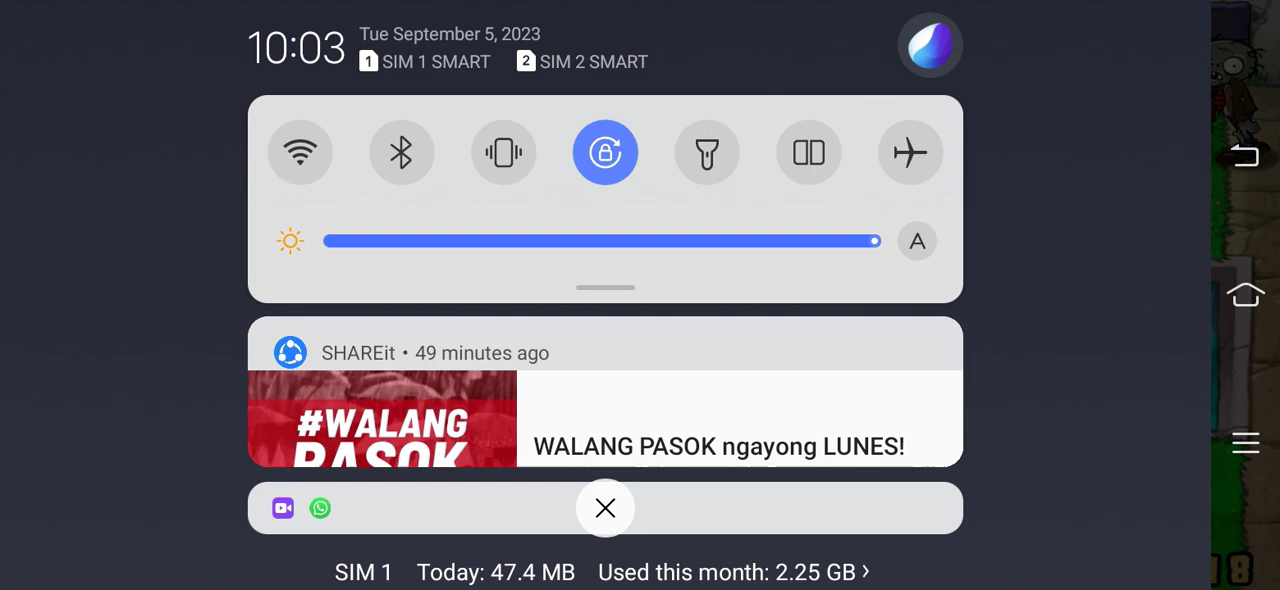 10:03
Tue September 5, 2023
1 SIM 1 SMART 2 SIM 2 SMART
A
SHAREit • 49 minutes ago
#WALANG
PASOK
WALANG PASOK ngayong LUNES!
SIM 1 Today: 47.4 MB Used this month: 2.25 GB ›